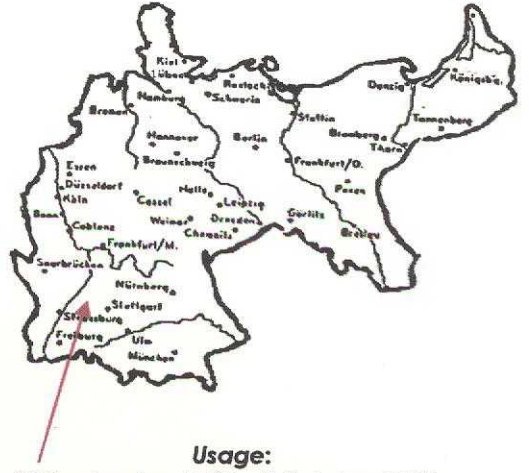 Kiel
Lübeck
Rostock
Hamburg
Schwerin
Danzig
Königsbg.
Bremen
Stettin
Tannenberg
Bromberg
Thorn
Hannover
Berlin
Braunschweig
Frankfurt/O.
Posen
Essen
Düsseldorf
Köln
Cassel
Halle
Leipzig
Bonn
Coblenz
Weimar
Dresden
Chemnitz
Görlitz
Breslau
Frankfurt/M.
Saarbrücken
Nürnberg
Stuttgart
Strassburg
Freiburg
Ulm
München
Usage: